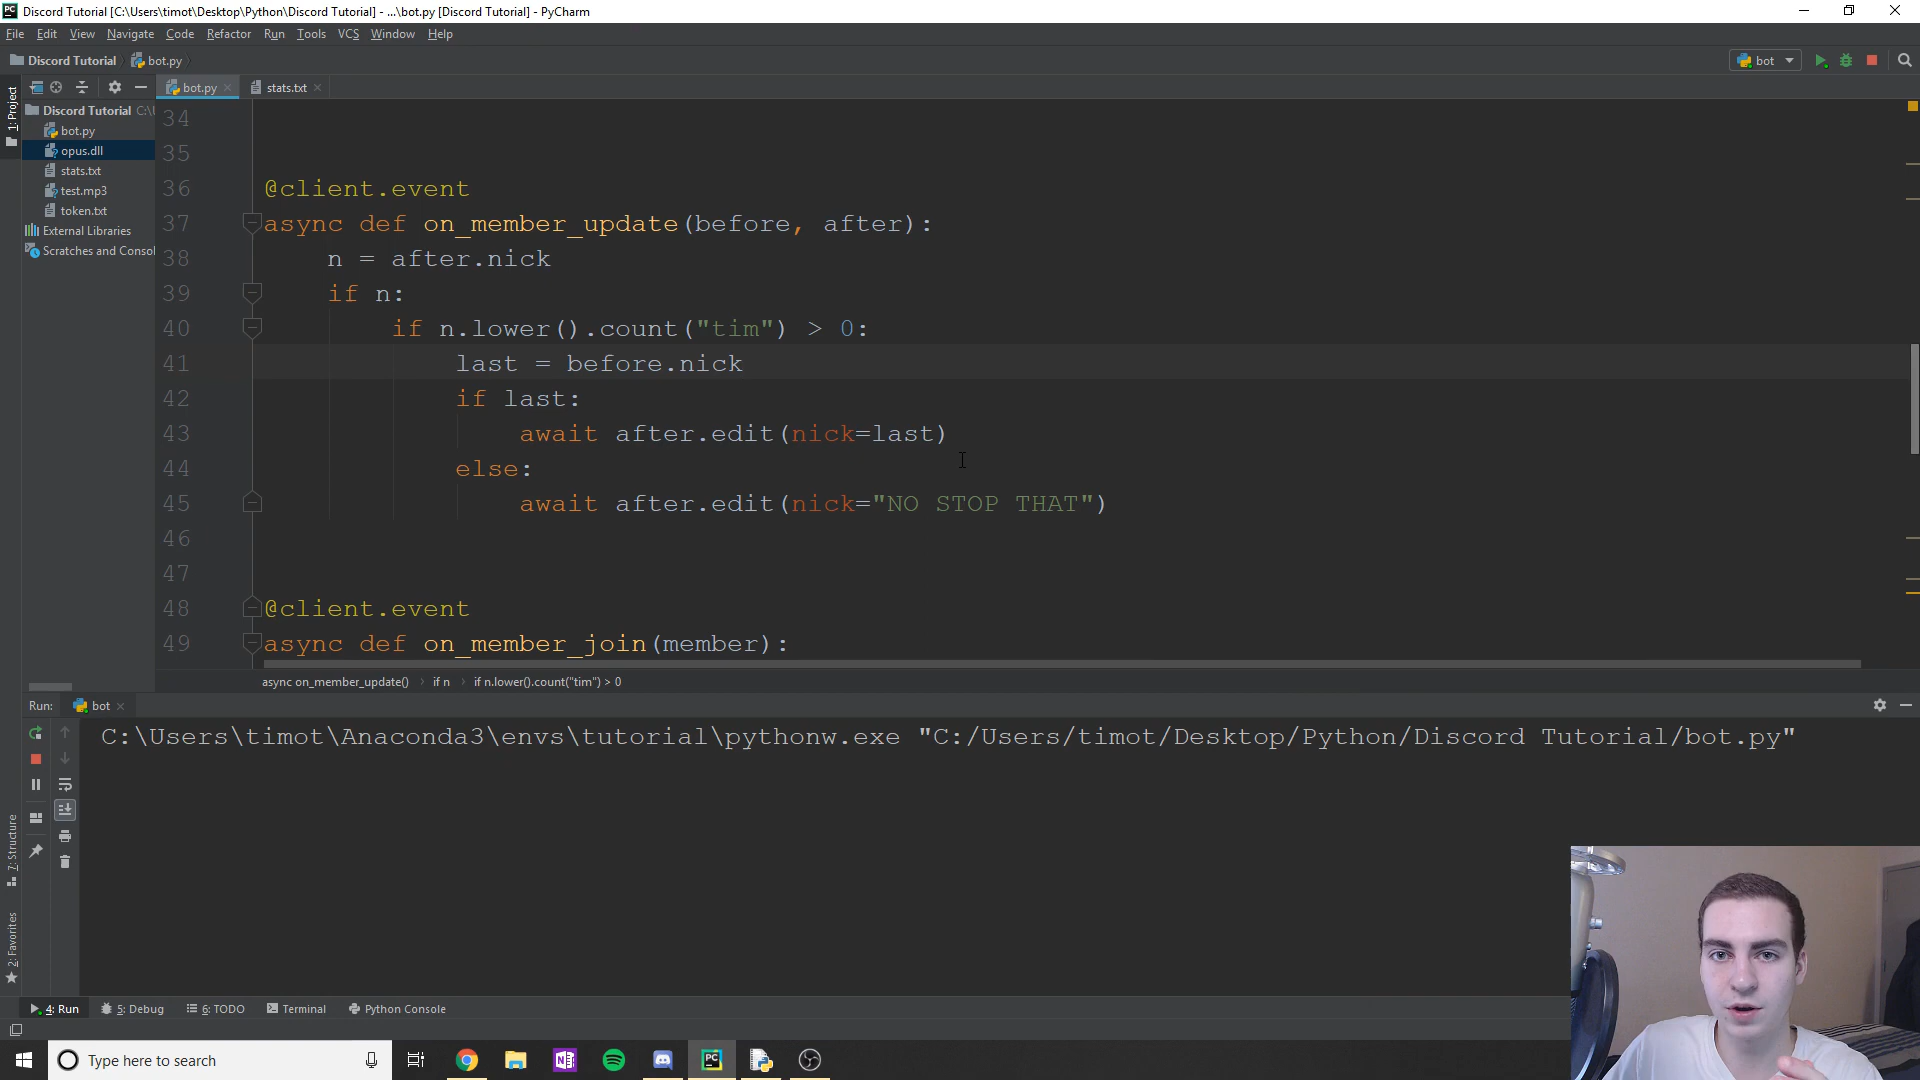 Discord Tutorial [C:\Users\timot\Desktop\Python\Discord Tutorial] - ...\bot.py [Discord Tutorial] - PyCharm
File Edit View Navigate Code Refactor Run Tools VCS Window Help
Discord Tutorial bot.py bot
bot.py stats.txt
1: Project
Discord Tutorial C:\
bot.py
opus.dll
stats.txt
test.mp3
token.txt
External Libraries
Scratches and Consol
34
35
36 @client.event
37 async def on_member_update(before, after):
38 n = after.nick
39 if n:
40 if n.lower().count("tim") > 0:
41 last = before.nick
42 if last:
43 await after.edit(nick=last)
44 else:
45 await after.edit(nick="NO STOP THAT")
46
47
48 @client.event
49 async def on_member_join(member):
async on_member_update() if n if n.lower().count("tim") > 0
Run: bot
C:\Users\timot\Anaconda3\envs\tutorial\pythonw.exe "C:/Users/timot/Desktop/Python/Discord Tutorial/bot.py"
7: Structure
2: Favorites
4: Run 5: Debug 6: TODO Terminal Python Console
Type here to search